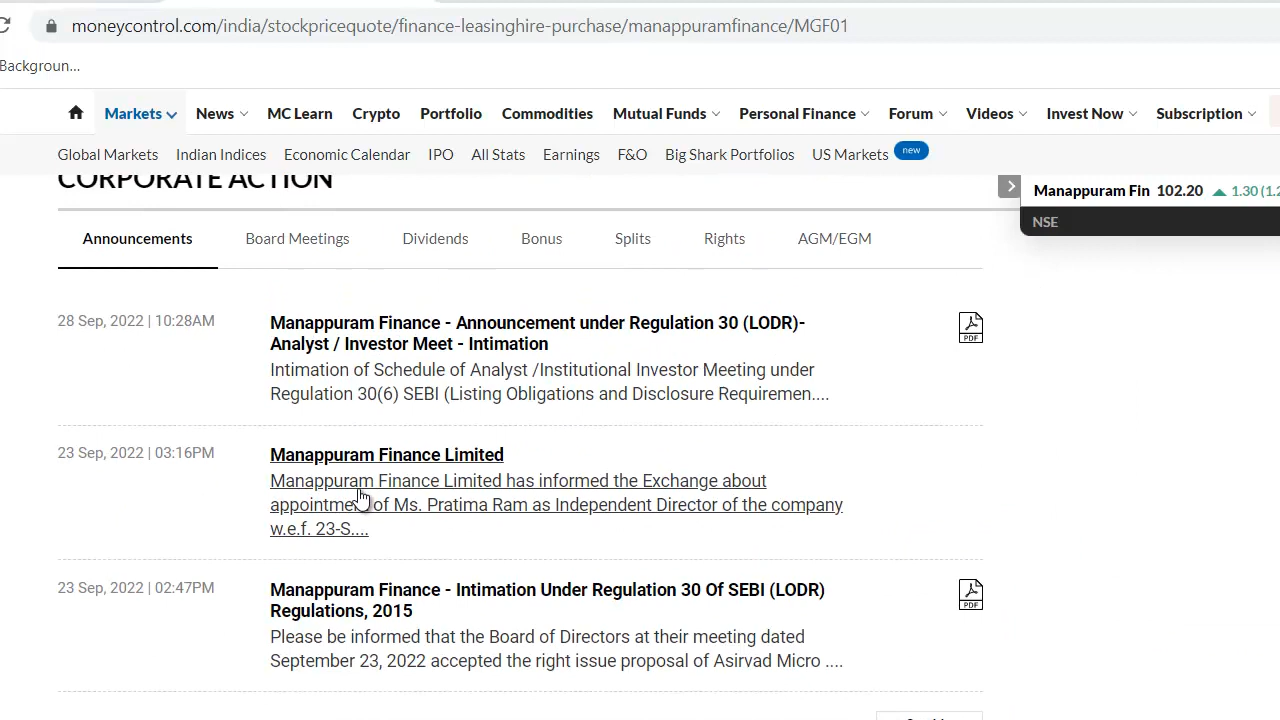 moneycontrol.com/india/stockpricequote/finance-leasinghire-purchase/manappuramfinance/MGF01
Backgroun...
Markets News MC Learn Crypto Portfolio Commodities Mutual Funds Personal Finance Forum Videos Invest Now Subscription
Global Markets Indian Indices Economic Calendar IPO All Stats Earnings F&O Big Shark Portfolios US Markets new
CORPORATE ACTION
Manappuram Fin 102.20 1.30 (1.2
NSE
Announcements Board Meetings Dividends Bonus Splits Rights AGM/EGM
28 Sep, 2022 | 10:28AM
Manappuram Finance - Announcement under Regulation 30 (LODR)-
Analyst / Investor Meet - Intimation
Intimation of Schedule of Analyst /Institutional Investor Meeting under
Regulation 30(6) SEBI (Listing Obligations and Disclosure Requiremen....
PDF
23 Sep, 2022 | 03:16PM
Manappuram Finance Limited
Manappuram Finance Limited has informed the Exchange about
appointment of Ms. Pratima Ram as Independent Director of the company
w.e.f. 23-S....
23 Sep, 2022 | 02:47PM
Manappuram Finance - Intimation Under Regulation 30 Of SEBI (LODR)
Regulations, 2015
Please be informed that the Board of Directors at their meeting dated
September 23, 2022 accepted the right issue proposal of Asirvad Micro ....
PDF